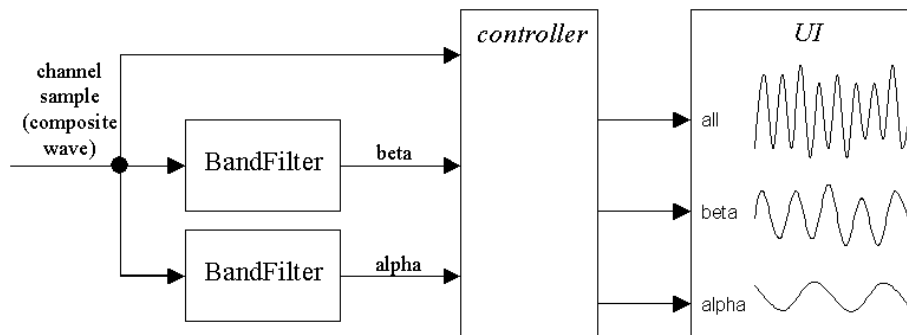 channel
sample
(composite
wave)
BandFilter
beta
BandFilter
alpha
controller
UI
all
beta
alpha